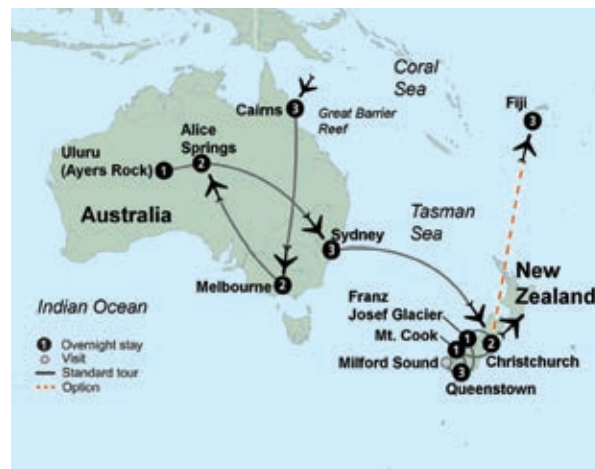 Coral
Sea
Cairns
3
Great Barrier
Reef
Fiji
3
Alice
Springs
2
Uluru
(Ayers Rock)
1
Australia
Tasman
Sea
Sydney
3
New
Zealand
Melbourne
2
Franz
Josef Glacier
1
Mt. Cook
1
2
Christchurch
Milford Sound
3
Queenstown
Indian Ocean
1 Overnight stay
Visit
Standard tour
Option